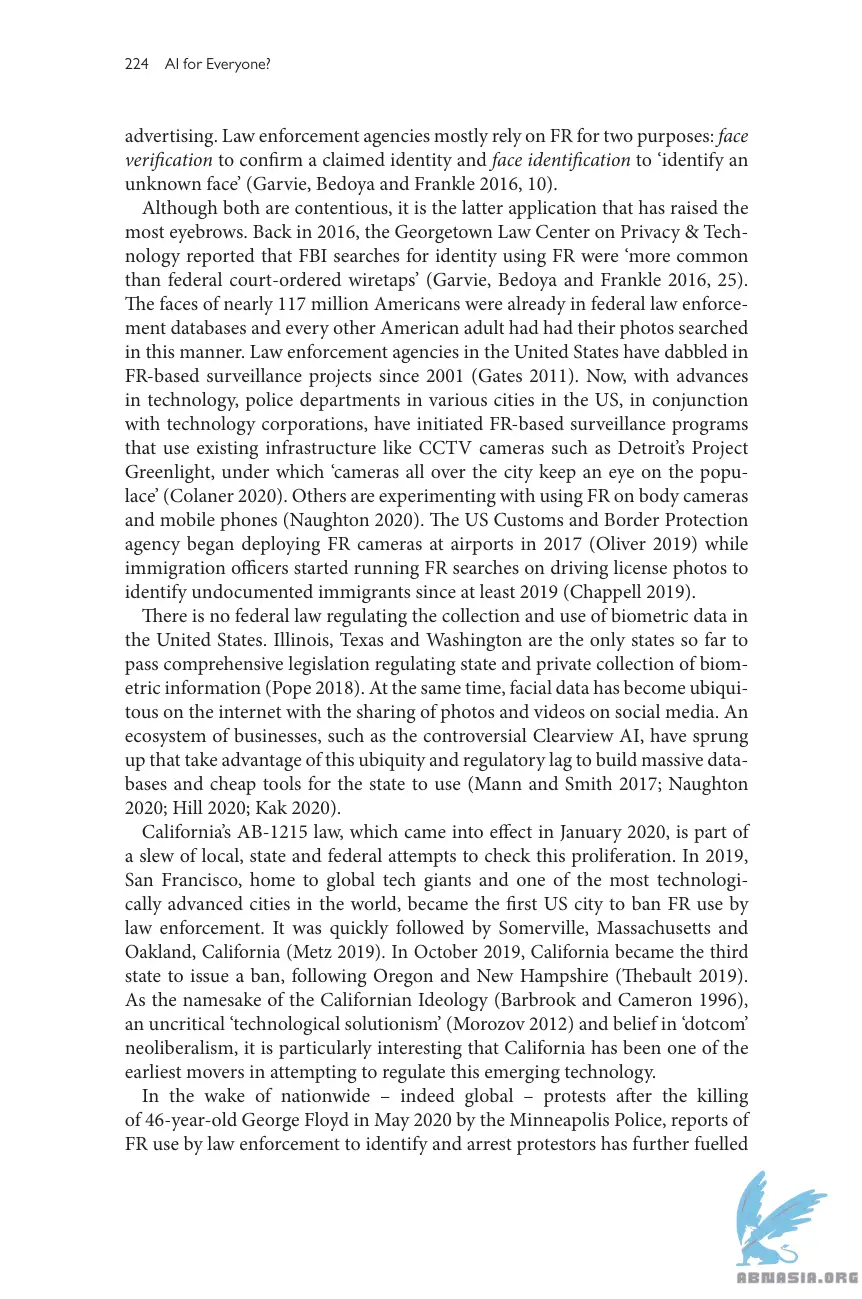 224 AI for Everyone?
advertising. Law enforcement agencies mostly rely on FR for two purposes: face
verification to confirm a claimed identity and face identification to ‘identify an
unknown face’ (Garvie, Bedoya and Frankle 2016, 10).
Although both are contentious, it is the latter application that has raised the
most eyebrows. Back in 2016, the Georgetown Law Center on Privacy & Tech-
nology reported that FBI searches for identity using FR were ‘more common
than federal court-ordered wiretaps’ (Garvie, Bedoya and Frankle 2016, 25).
The faces of nearly 117 million Americans were already in federal law enforce-
ment databases and every other American adult had had their photos searched
in this manner. Law enforcement agencies in the United States have dabbled in
FR-based surveillance projects since 2001 (Gates 2011). Now, with advances
in technology, police departments in various cities in the US, in conjunction
with technology corporations, have initiated FR-based surveillance programs
that use existing infrastructure like CCTV cameras such as Detroit’s Project
Greenlight, under which ‘cameras all over the city keep an eye on the popu-
lace’ (Colaner 2020). Others are experimenting with using FR on body cameras
and mobile phones (Naughton 2020). The US Customs and Border Protection
agency began deploying FR cameras at airports in 2017 (Oliver 2019) while
immigration officers started running FR searches on driving license photos to
identify undocumented immigrants since at least 2019 (Chappell 2019).
There is no federal law regulating the collection and use of biometric data in
the United States. Illinois, Texas and Washington are the only states so far to
pass comprehensive legislation regulating state and private collection of biom-
etric information (Pope 2018). At the same time, facial data has become ubiqui-
tous on the internet with the sharing of photos and videos on social media. An
ecosystem of businesses, such as the controversial Clearview AI, have sprung
up that take advantage of this ubiquity and regulatory lag to build massive data-
bases and cheap tools for the state to use (Mann and Smith 2017; Naughton
2020; Hill 2020; Kak 2020).
California’s AB-1215 law, which came into effect in January 2020, is part of
a slew of local, state and federal attempts to check this proliferation. In 2019,
San Francisco, home to global tech giants and one of the most technologi-
cally advanced cities in the world, became the first US city to ban FR use by
law enforcement. It was quickly followed by Somerville, Massachusetts and
Oakland, California (Metz 2019). In October 2019, California became the third
state to issue a ban, following Oregon and New Hampshire (Thebault 2019).
As the namesake of the Californian Ideology (Barbrook and Cameron 1996),
an uncritical ‘technological solutionism’ (Morozov 2012) and belief in ‘dotcom’
neoliberalism, it is particularly interesting that California has been one of the
earliest movers in attempting to regulate this emerging technology.
In the wake of nationwide – indeed global – protests after the killing
of 46-year-old George Floyd in May 2020 by the Minneapolis Police, reports of
FR use by law enforcement to identify and arrest protestors has further fuelled
ABNASIA.ORG